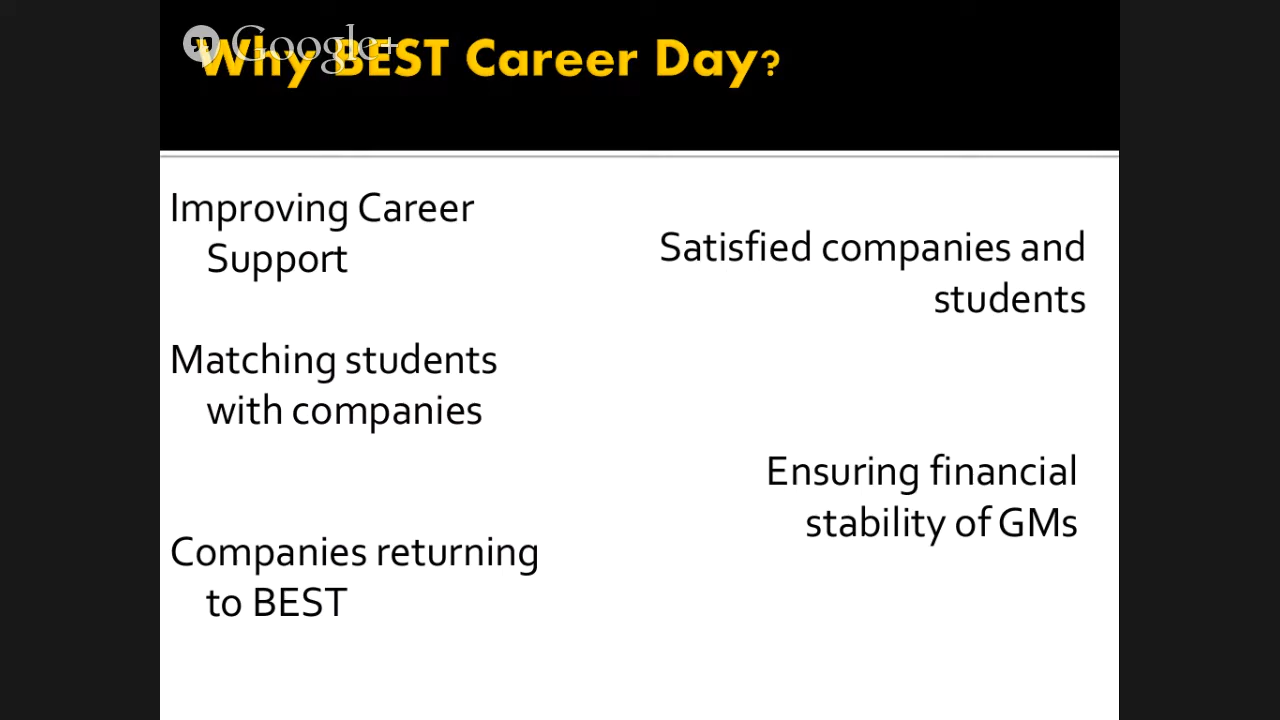 Google+
Why BEST Career Day?
Improving Career
Support
Matching students
with companies
Companies returning
to BEST
Satisfied companies and
students
Ensuring financial
stability of GMs